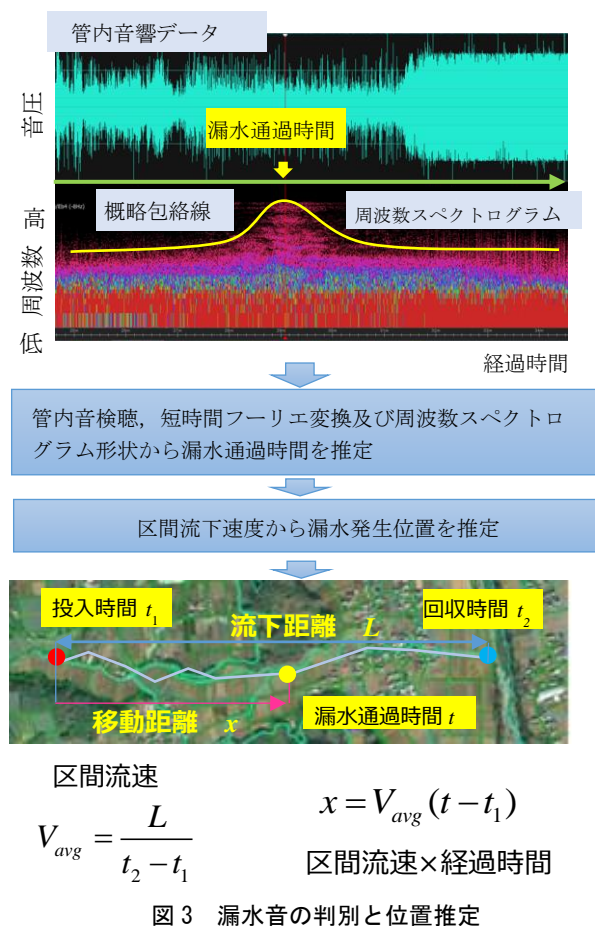 管内音響データ
音圧
漏水通過時間
概略包絡線
周波数スペクトログラム
高
周波数
低
経過時間
管内音検聴，短時間フーリエ変換及び周波数スペクトロ
グラム形状から漏水通過時間を推定
区間流下速度から漏水発生位置を推定
投入時間 t₁
回収時間 t₂
流下距離 L
移動距離 x
漏水通過時間 t
区間流速
V_avg = L / (t₂ − t₁)
x = V_avg (t − t₁)
区間流速×経過時間
図 3 漏水音の判別と位置推定